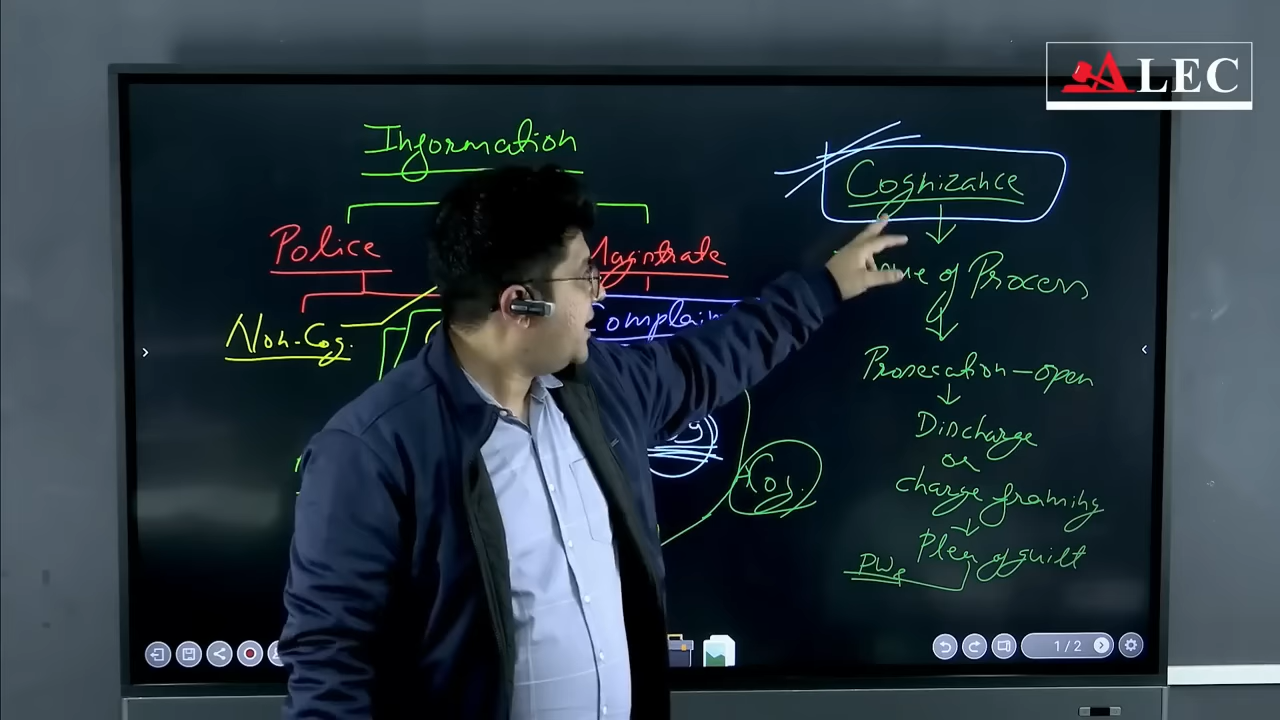 ALEC
Information
Police
Magistrate
Non-Cog.
Complain
Cog.
Cognizance
of Process
Prosecution-open
Discharge
or
charge framing
Plea of guilt
PWs
1/2